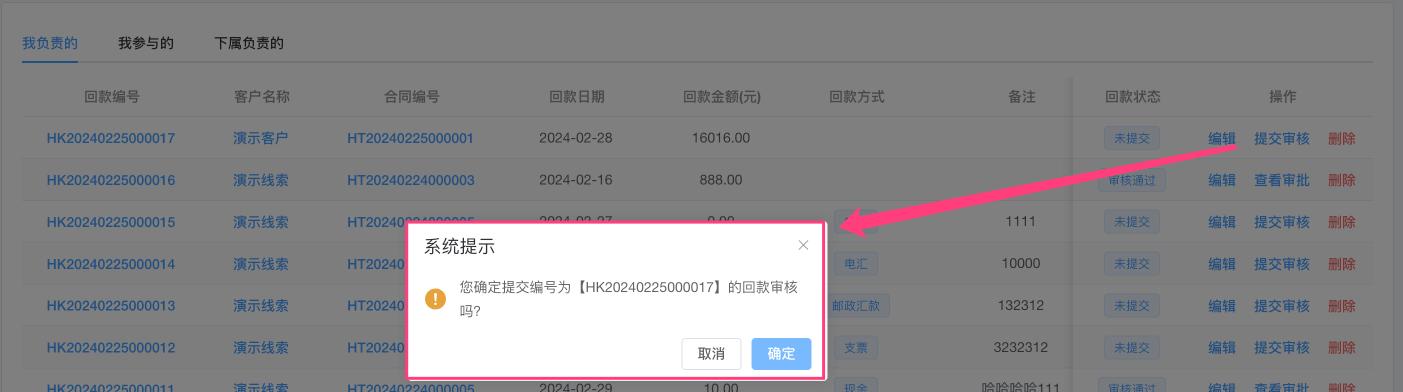 我负责的 我参与的 下属负责的
回款编号 客户名称 合同编号 回款日期 回款金额(元) 回款方式 备注 回款状态 操作
HK20240225000017 演示客户 HT20240225000001 2024-02-28 16016.00 未提交 编辑 提交审核 删除
HK20240225000016 演示线索 HT20240224000003 2024-02-16 888.00 审核通过 编辑 查看审批 删除
HK20240225000015 演示线索 HT20240224000005 2024-02-27 0.00 1111 未提交 编辑 提交审核 删除
系统提示
HK20240225000014 演示线索 电汇 10000 未提交 编辑 提交审核 删除
您确定提交编号为【HK20240225000017】的回款审核
吗?
HK20240225000013 演示线索 邮政汇款 132312 未提交 编辑 提交审核 删除
HK20240225000012 演示线索 支票 3232312 未提交 编辑 提交审核 删除
取消 确定
HK20240225000011 演示线索 HT20240224000005 2024-02-29 10.00 现金 哈哈哈哈111 审核通过 编辑 查看审批 删除